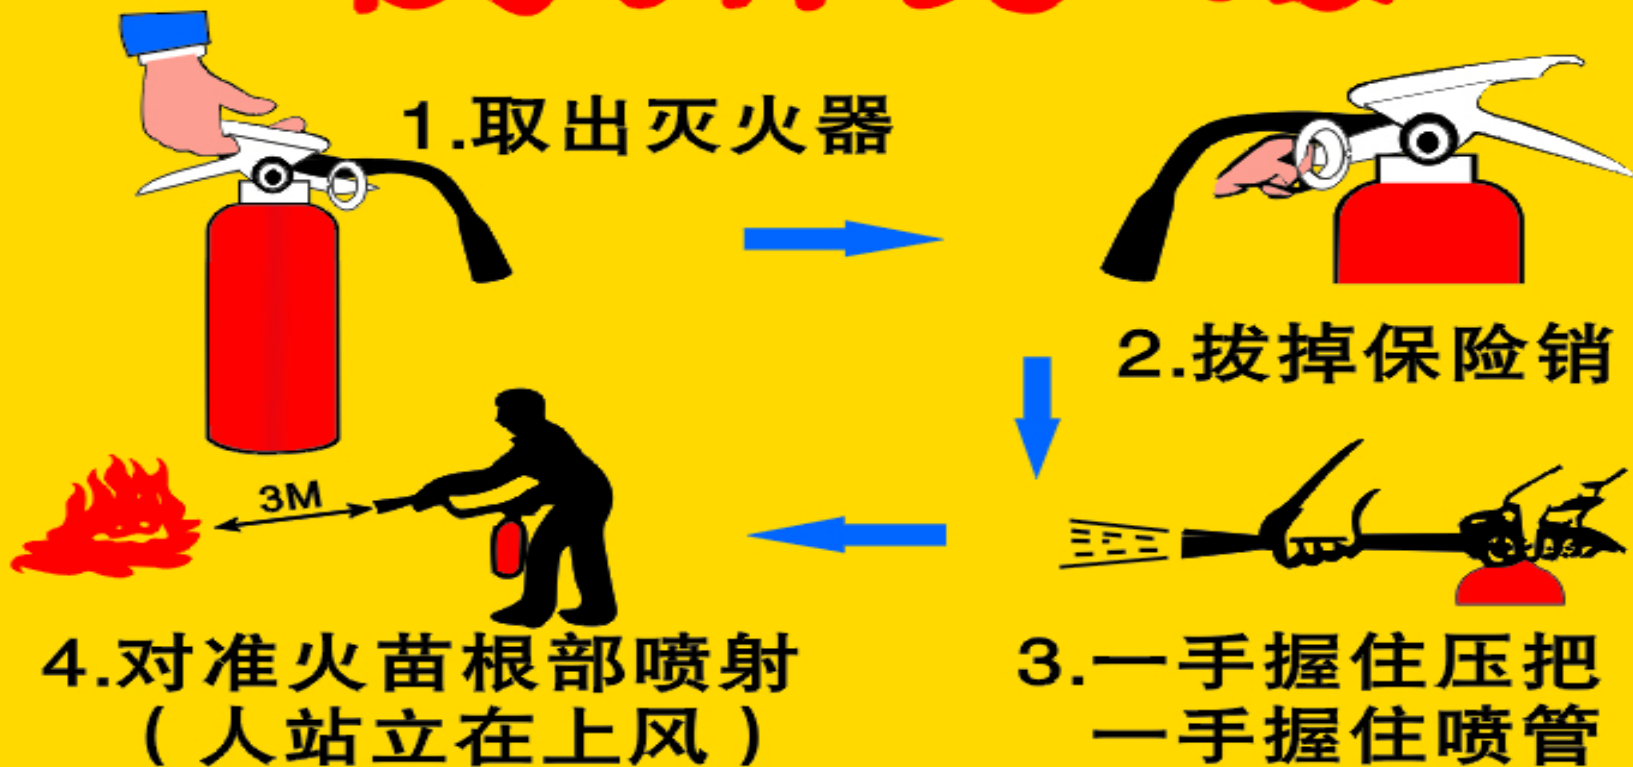 1.取出灭火器
2.拔掉保险销
3M
3.一手握住压把
一手握住喷管
4.对准火苗根部喷射
（人站立在上风）